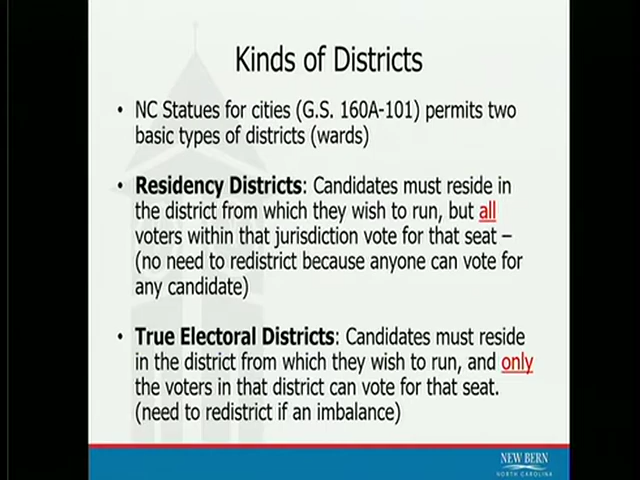 Kinds of Districts
• NC Statues for cities (G.S. 160A-101) permits two
basic types of districts (wards)
• Residency Districts: Candidates must reside in
the district from which they wish to run, but all
voters within that jurisdiction vote for that seat –
(no need to redistrict because anyone can vote for
any candidate)
• True Electoral Districts: Candidates must reside
in the district from which they wish to run, and only
the voters in that district can vote for that seat.
(need to redistrict if an imbalance)
NEW BERN
NORTH CAROLINA